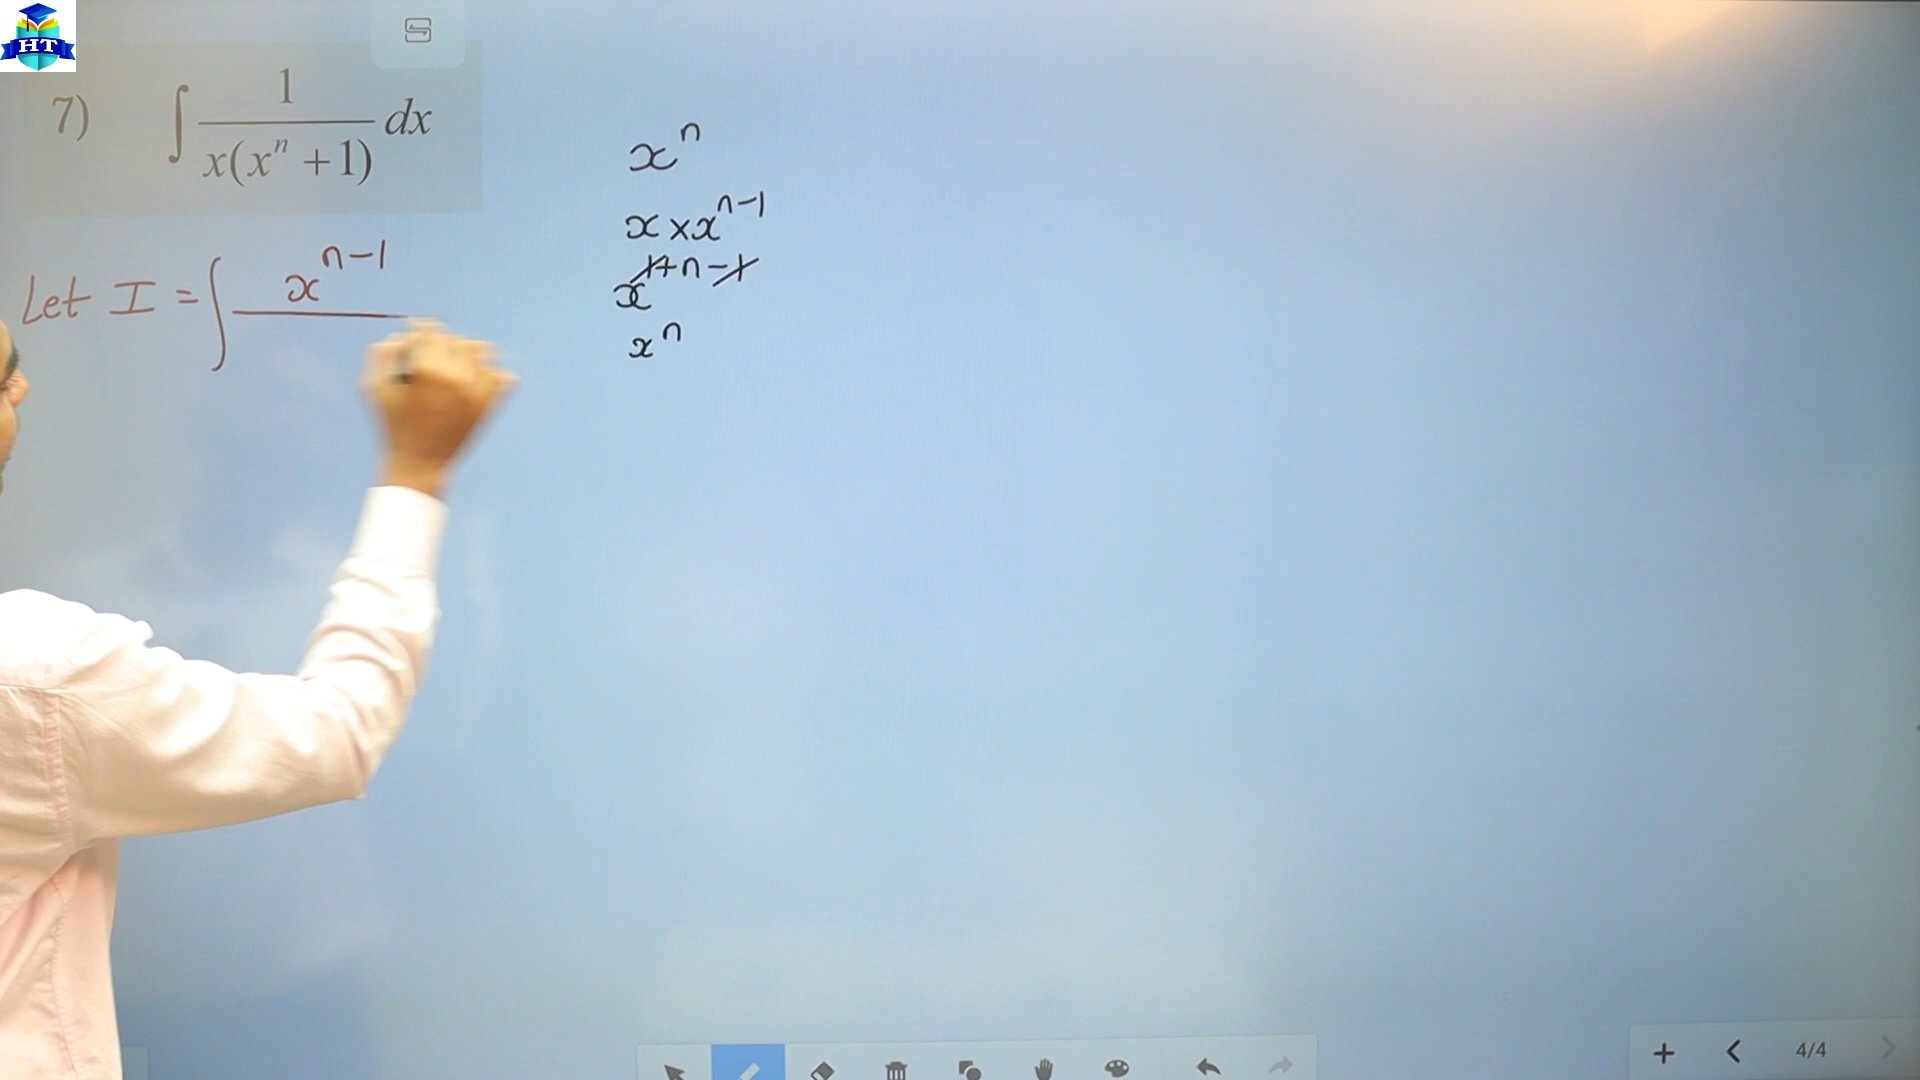 HT
7) ∫ 1/(x(xⁿ + 1)) dx
Let I = ∫ xⁿ⁻¹
xⁿ
x × xⁿ⁻¹
x¹⁺ⁿ⁻¹
xⁿ
4/4